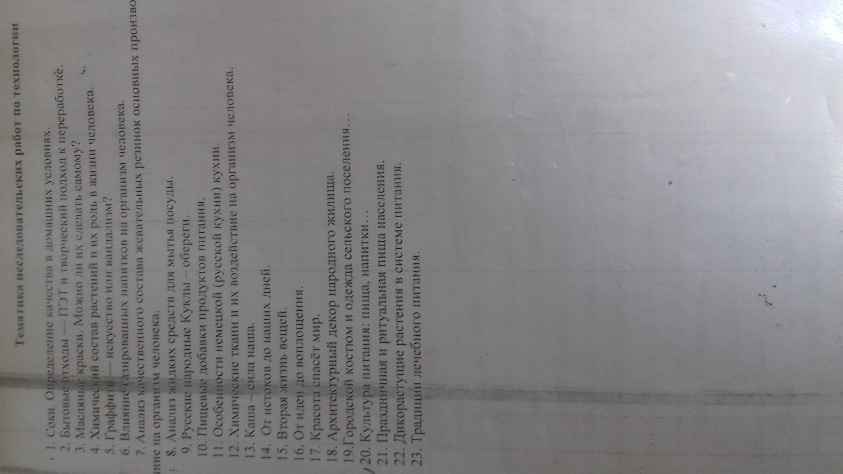 Тематика исследовательских работ по технологии
1. Соки. Определение качества в домашних условиях.
2. Бытовые отходы — ПЭТ и творческий подход к переработке.
3. Масляные краски. Можно ли их сделать самому?
4. Химический состав растений и их роль в жизни человека.
5. Граффити — искусство или вандализм?
6. Влияние газированных напитков на организм человека.
7. Анализ качественного состава жевательных резинок основных произво
ние на организм человека.
8. Анализ жидких средств для мытья посуды.
9. Русские народные Куклы – обереги.
10. Пищевые добавки продуктов питания.
11. Особенности немецкой (русской кухни) кухни.
12. Химические ткани и их воздействие на организм человека.
13. Каша – сила наша.
14. От истоков до наших дней.
15. Вторая жизнь вещей.
16. От идеи до воплощения.
17. Красота спасёт мир.
18. Архитектурный декор народного жилища.
19.Городской костюм и одежда сельского поселения…
20. Культура питания: пища, напитки…
21. Праздничная и ритуальная пища населения.
22. Дикорастущие растения в системе питания.
23. Традиции лечебного питания.